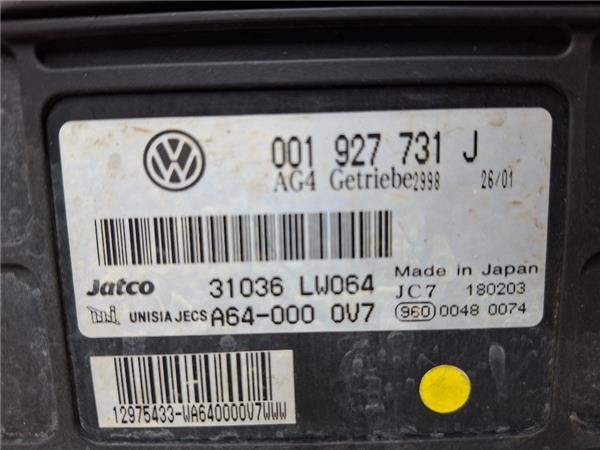 001 927 731 J
AG4 Getriebe2998 26/01
Jatco 31036 LW064 Made in Japan
JC7 180203
UNISIA JECS A64-000 0V7 960 0048 0074
12975433-WA640000V7WWW